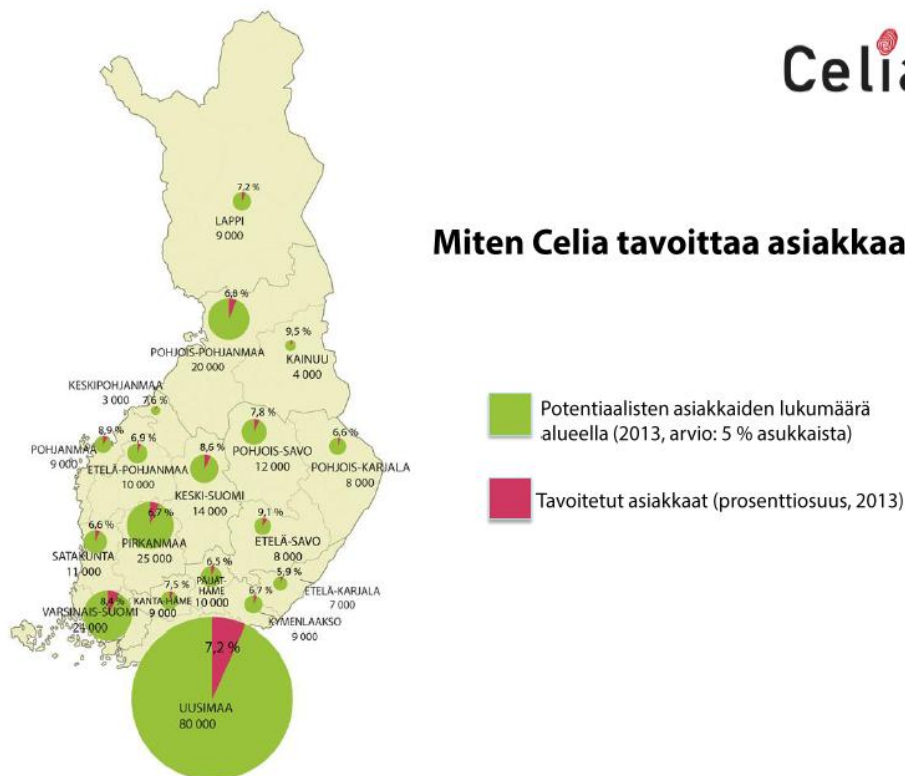 Celia
Miten Celia tavoittaa asiakkaa
7,2 %
LAPPI
9 000
6,8 %
POHJOIS-POHJANMAA
20 000
9,5 %
KAINUU
4 000
KESKIPOHJANMAA
3 000
7,6 %
8,9 %
POHJANMAA
9 000
6,9 %
ETELÄ-POHJANMAA
10 000
8,6 %
KESKI-SUOMI
14 000
7,8 %
POHJOIS-SAVO
12 000
6,6 %
POHJOIS-KARJALA
8 000
6,7 %
PIRKANMAA
25 000
6,6 %
SATAKUNTA
11 000
9,1 %
ETELÄ-SAVO
8 000
6,5 %
PÄIJÄT-
HÄME
10 000
5,9 %
ETELÄ-KARJALA
7 000
7,5 %
KANTA-HÄME
9 000
6,7 %
KYMENLAAKSO
9 000
8,4 %
VARSINAIS-SUOMI
24 000
7,2 %
UUSIMAA
80 000
Potentiaalisten asiakkaiden lukumäärä
alueella (2013, arvio: 5 % asukkaista)
Tavoitetut asiakkaat (prosenttiosuus, 2013)